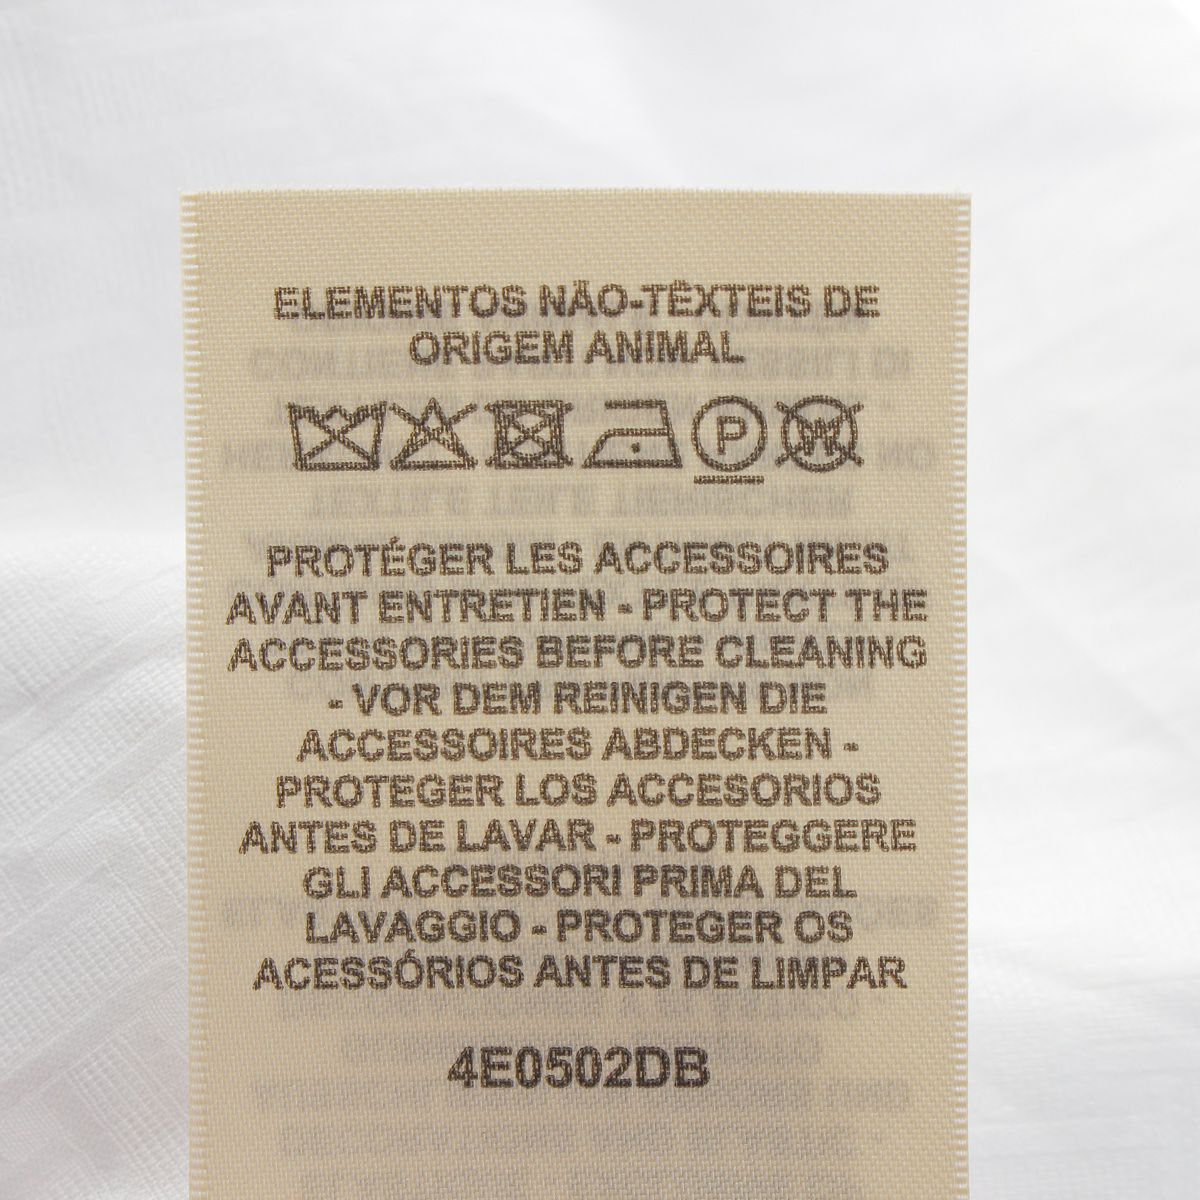 ELEMENTOS NÃO-TÊXTEIS DE
ORIGEM ANIMAL
P W
PROTÉGER LES ACCESSOIRES
AVANT ENTRETIEN - PROTECT THE
ACCESSORIES BEFORE CLEANING
- VOR DEM REINIGEN DIE
ACCESSOIRES ABDECKEN -
PROTEGER LOS ACCESORIOS
ANTES DE LAVAR - PROTEGGERE
GLI ACCESSORI PRIMA DEL
LAVAGGIO - PROTEGER OS
ACESSÓRIOS ANTES DE LIMPAR
4E0502DB